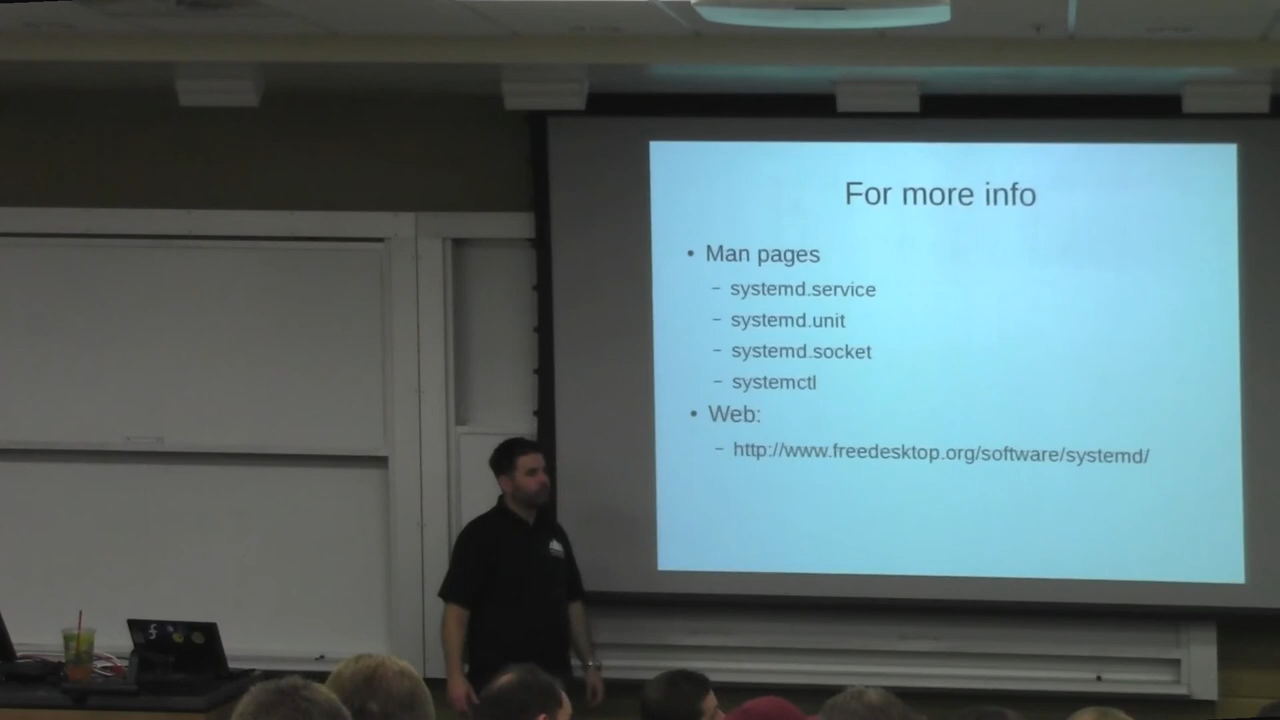 For more info
• Man pages
– systemd.service
– systemd.unit
– systemd.socket
– systemctl
• Web:
– http://www.freedesktop.org/software/systemd/